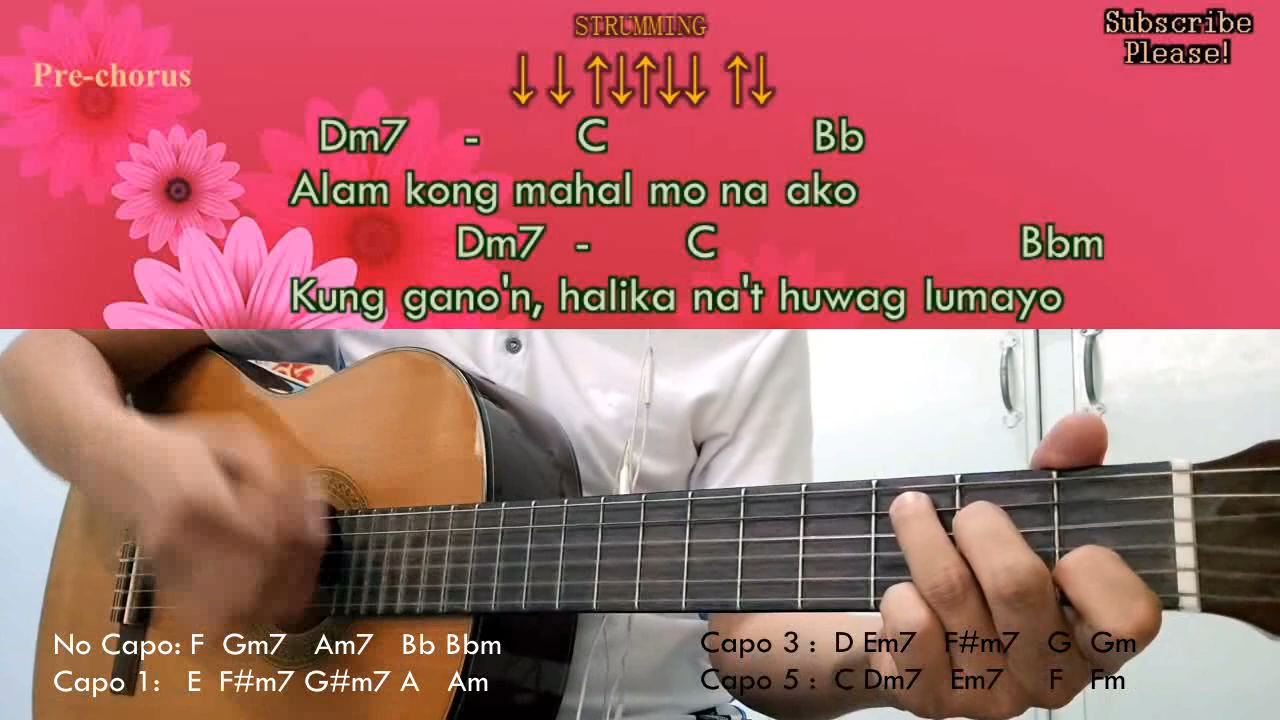 STRUMMING
Subscribe
Please!
Pre-chorus
↓ ↓ ↑↓↑↓↓ ↑↓
Dm7 - C Bb
Alam kong mahal mo na ako
Dm7 - C Bbm
Kung gano'n, halika na't huwag lumayo
No Capo: F Gm7 Am7 Bb Bbm
Capo 1: E F#m7 G#m7 A Am
Capo 3 : D Em7 F#m7 G Gm
Capo 5 : C Dm7 Em7 F Fm